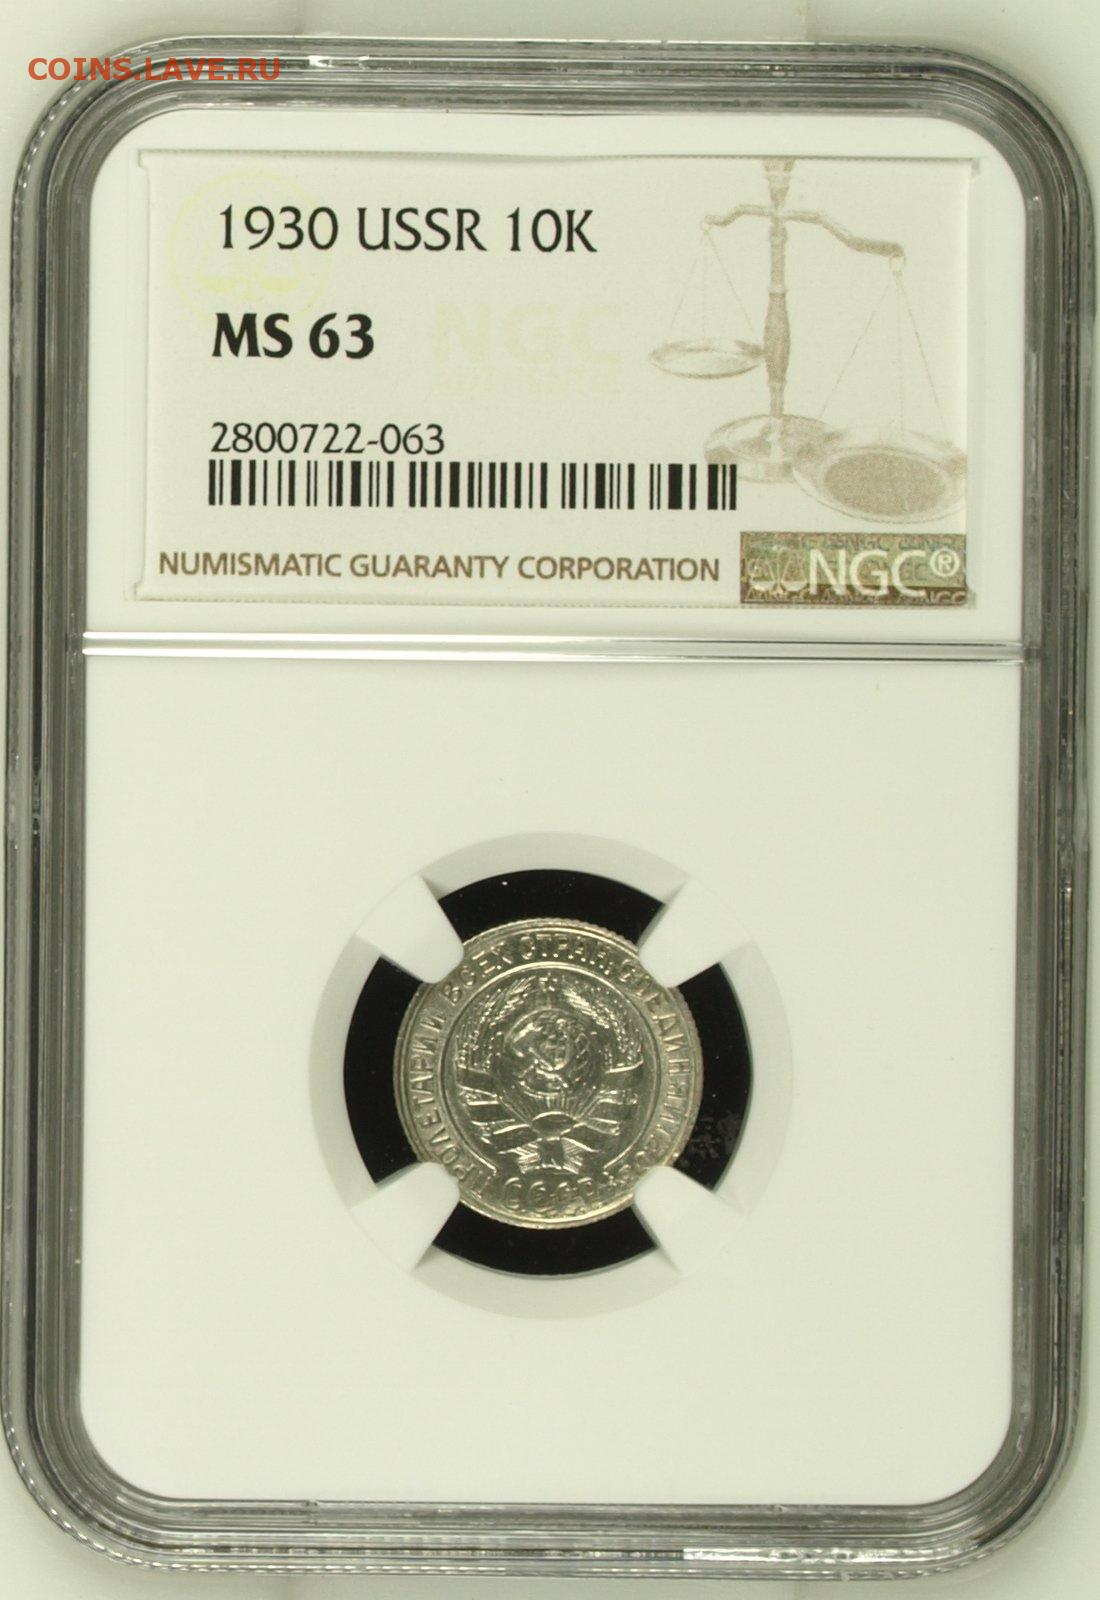 COINS.LAVE.RU
1930 USSR 10K
MS 63
NGC
2800722-063
NUMISMATIC GUARANTY CORPORATION
NGC®
ПРОЛЕТАРИИ ВСЕХ СТРАН, СОЕДИНЯЙТЕСЬ!
СССР